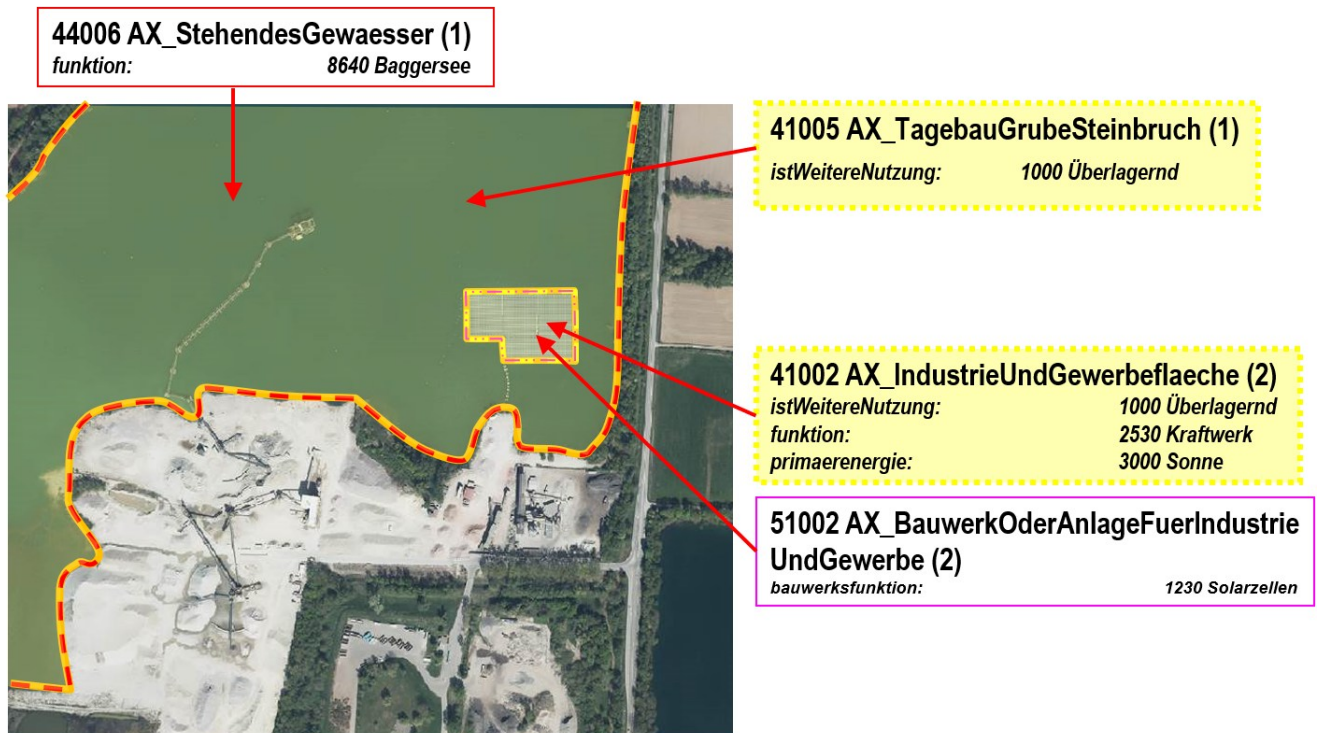 44006 AX_StehendesGewaesser (1)
funktion: 8640 Baggersee
41005 AX_TagebauGrubeSteinbruch (1)
istWeitereNutzung: 1000 Überlagernd
41002 AX_IndustrieUndGewerbeflaeche (2)
istWeitereNutzung: 1000 Überlagernd
funktion: 2530 Kraftwerk
primaerenergie: 3000 Sonne
51002 AX_BauwerkOderAnlageFuerIndustrie
UndGewerbe (2)
bauwerksfunktion: 1230 Solarzellen